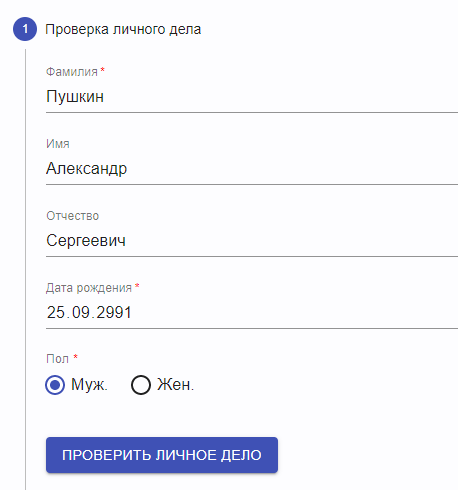 1 Проверка личного дела
Фамилия *
Пушкин
Имя
Александр
Отчество
Сергеевич
Дата рождения *
25.09.2991
Пол *
Муж. Жен.
ПРОВЕРИТЬ ЛИЧНОЕ ДЕЛО